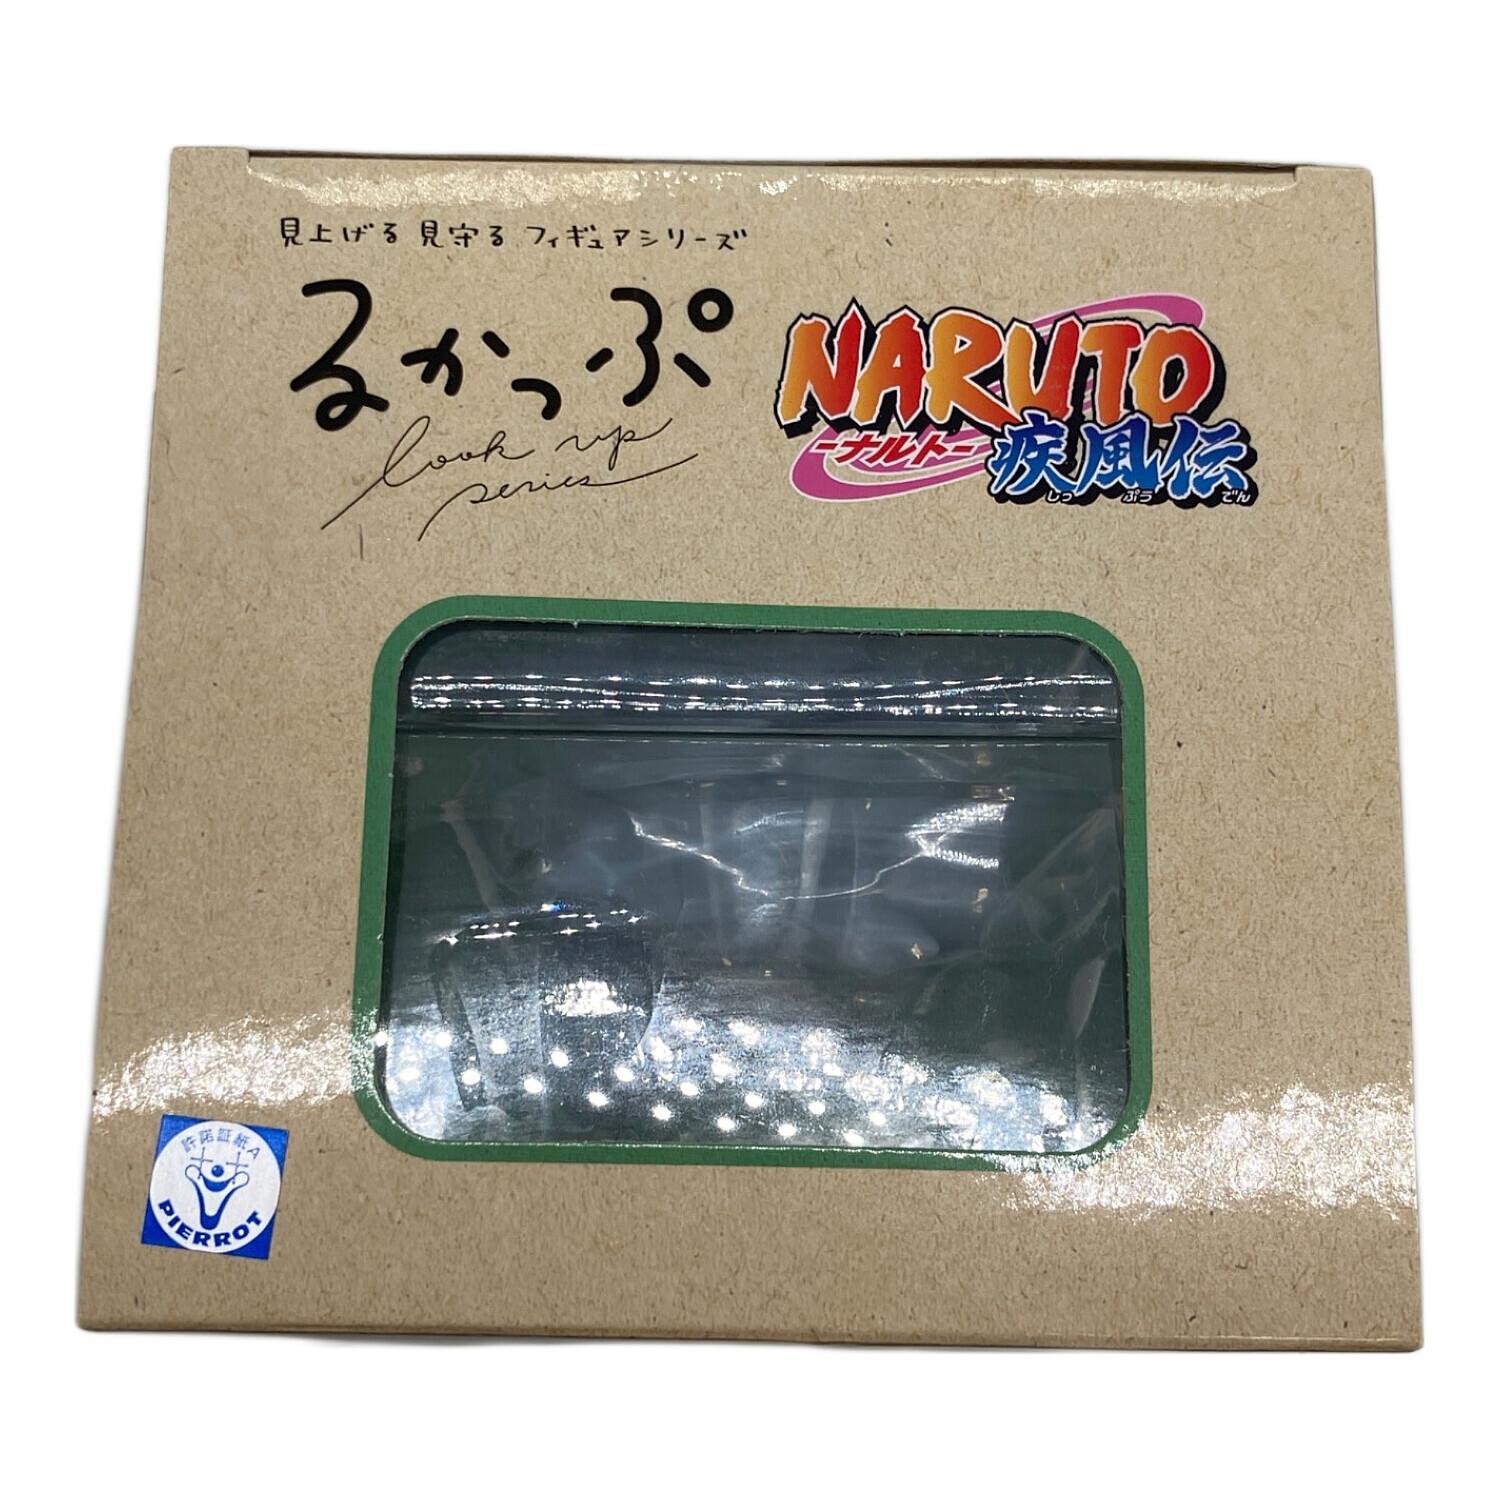 見上げる 見守る フィギュアシリーズ
るかっぷ
look up
series
NARUTO
-ナルト-
疾風伝
しっ ぷう でん
許諾証紙A
PIERROT